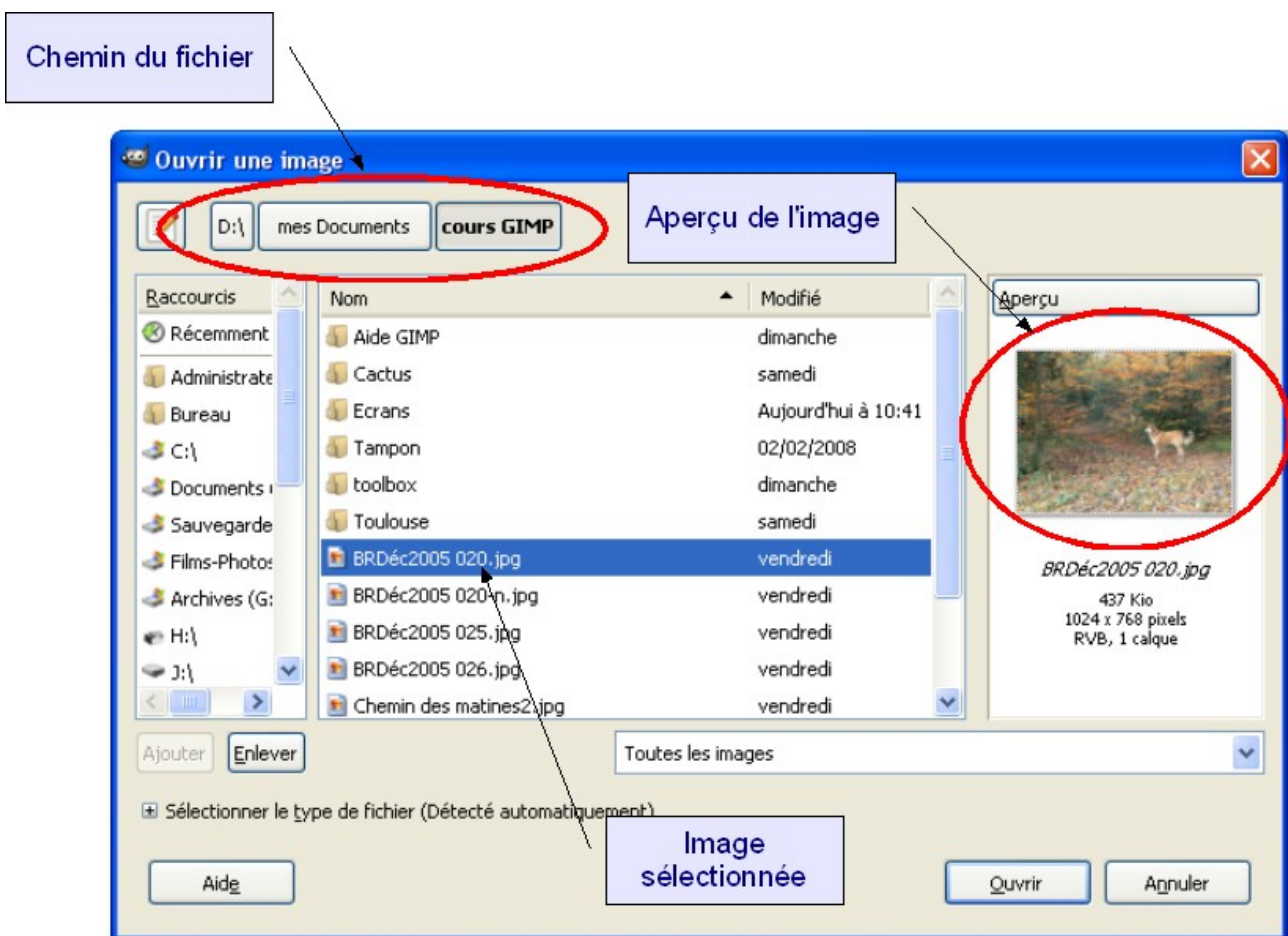 Chemin du fichier
Ouvrir une image
Aperçu de l'image
D:\ mes Documents cours GIMP
Raccourcis
Récemment
Administrate
Bureau
C:\
Documents
Sauvegarde
Films-Photos
Archives (G:
H:\
J:\
Nom Modifié
Aide GIMP dimanche
Cactus samedi
Ecrans Aujourd'hui à 10:41
Tampon 02/02/2008
toolbox dimanche
Toulouse samedi
BRDéc2005 020.jpg vendredi
BRDéc2005 020-n.jpg vendredi
BRDéc2005 025.jpg vendredi
BRDéc2005 026.jpg vendredi
Chemin des matines2.jpg vendredi
Aperçu
BRDéc2005 020.jpg
437 Kio
1024 x 768 pixels
RVB, 1 calque
Ajouter Enlever
Toutes les images
Sélectionner le type de fichier (Détecté automatiquement)
Image
sélectionnée
Aide
Ouvrir Annuler